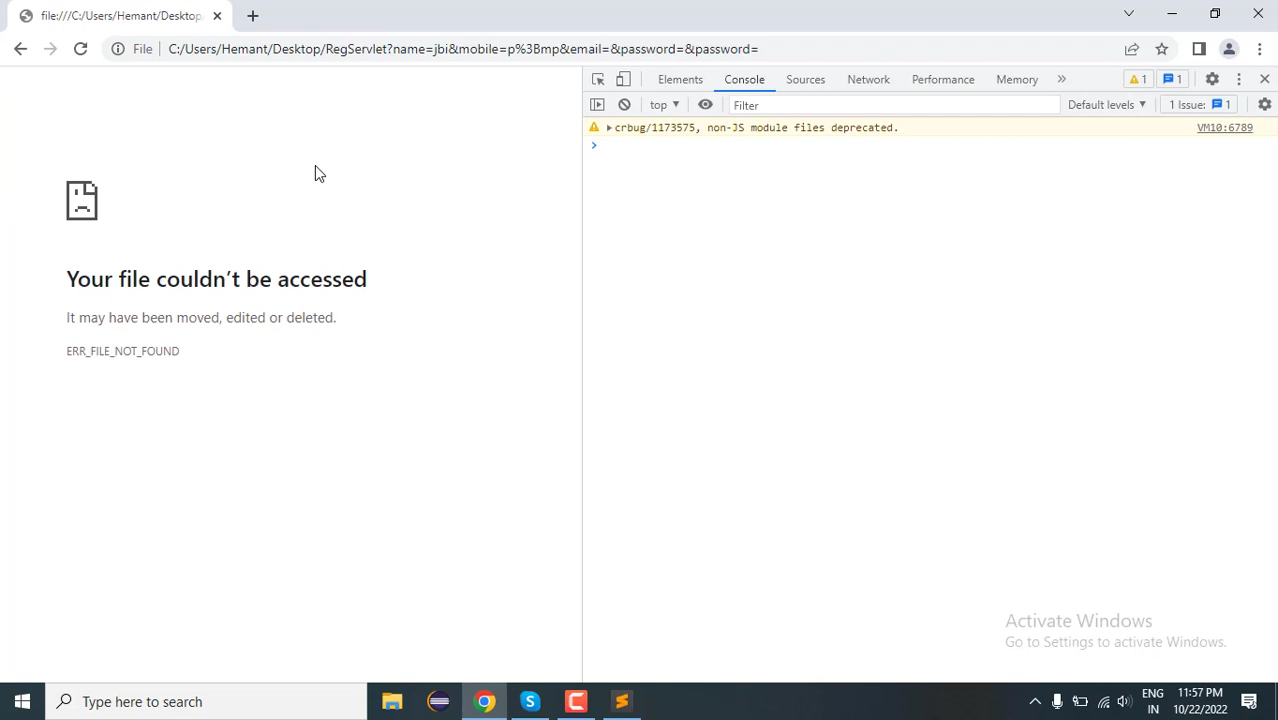 file:///C:/Users/Hemant/Desktop
File
C:/Users/Hemant/Desktop/RegServlet?name=jbi&mobile=p%3Bmp&email=&password=&password=
Elements Console Sources Network Performance Memory » 1 1
top Filter Default levels 1 Issue: 1
crbug/1173575, non-JS module files deprecated. VM10:6789
Your file couldn't be accessed
It may have been moved, edited or deleted.
ERR_FILE_NOT_FOUND
Activate Windows
Go to Settings to activate Windows.
Type here to search
ENG
IN
11:57 PM
10/22/2022